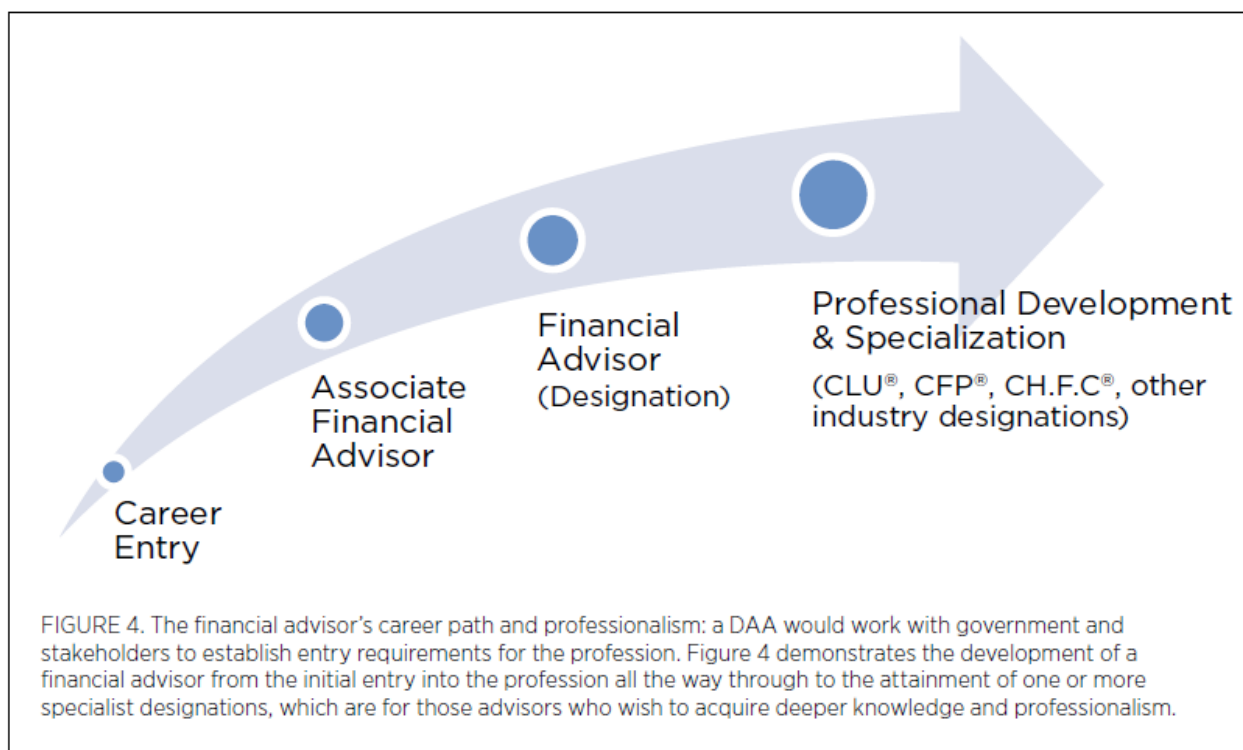 Career
Entry
Associate
Financial
Advisor
Financial
Advisor
(Designation)
Professional Development
& Specialization
(CLU®, CFP®, CH.F.C®, other
industry designations)
FIGURE 4. The financial advisor’s career path and professionalism: a DAA would work with government and
stakeholders to establish entry requirements for the profession. Figure 4 demonstrates the development of a
financial advisor from the initial entry into the profession all the way through to the attainment of one or more
specialist designations, which are for those advisors who wish to acquire deeper knowledge and professionalism.